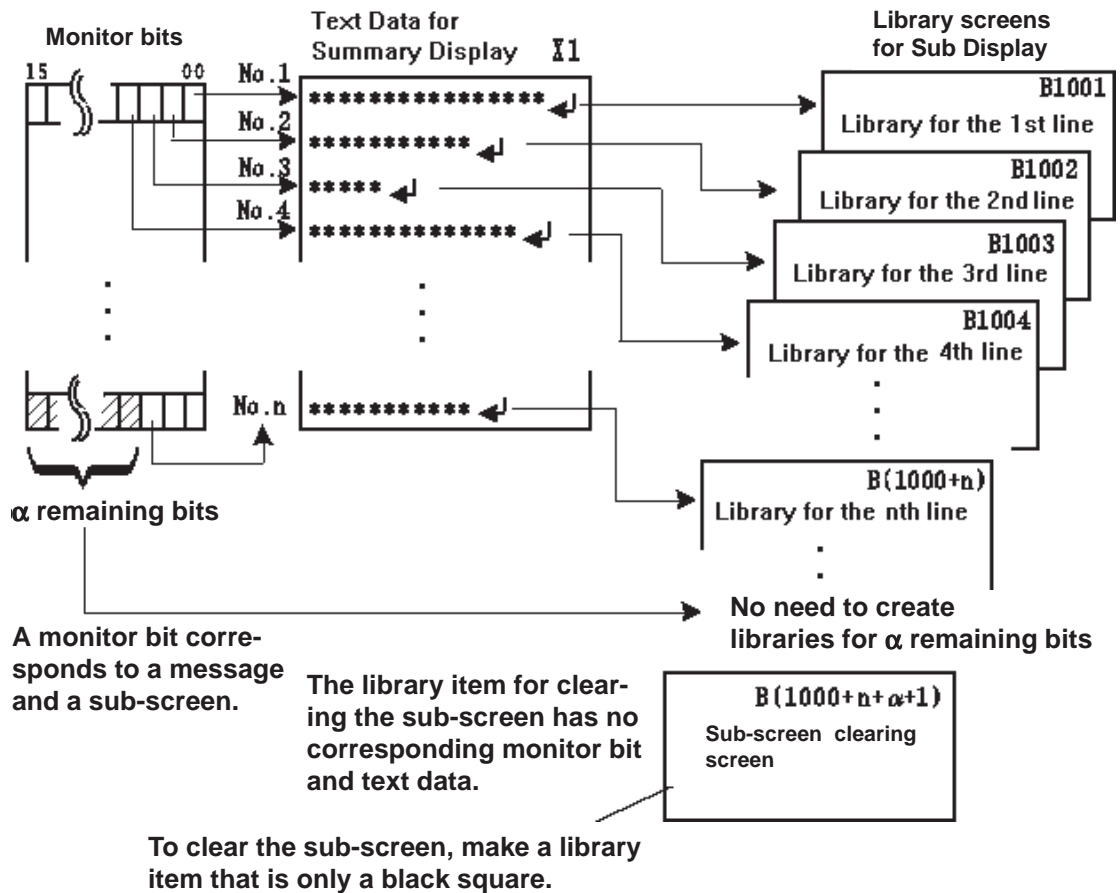 Monitor bits
Text Data for
Summary Display X1
Library screens
for Sub Display
15 00 No.1
****************
No.2
***********
No.3
*****
No.4
**************
B1001
Library for the 1st line
B1002
Library for the 2nd line
B1003
Library for the 3rd line
B1004
Library for the 4th line
No.n
***********
B(1000+n)
Library for the nth line
α remaining bits
No need to create
libraries for α remaining bits
A monitor bit corre-
sponds to a message
and a sub-screen.
The library item for clear-
ing the sub-screen has no
corresponding monitor bit
and text data.
B(1000+n+α+1)
Sub-screen clearing
screen
To clear the sub-screen, make a library
item that is only a black square.